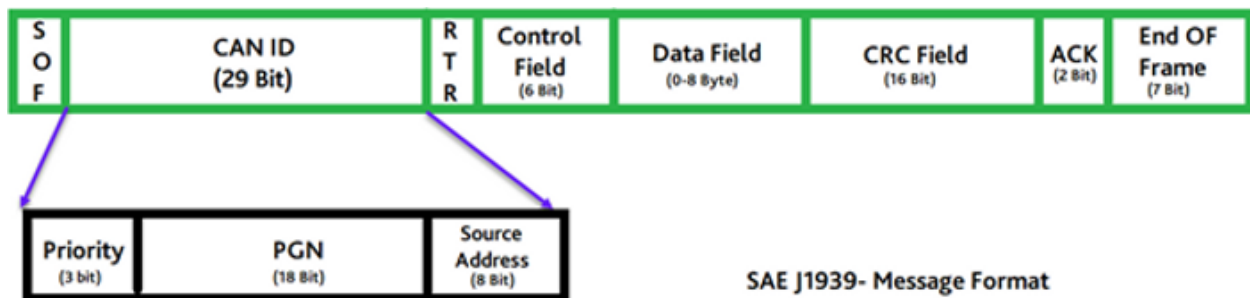 S
O
F
CAN ID
(29 Bit)
R
T
R
Control
Field
(6 Bit)
Data Field
(0-8 Byte)
CRC Field
(16 Bit)
ACK
(2 Bit)
End OF
Frame
(7 Bit)
Priority
(3 bit)
PGN
(18 Bit)
Source
Address
(8 Bit)
SAE J1939- Message Format